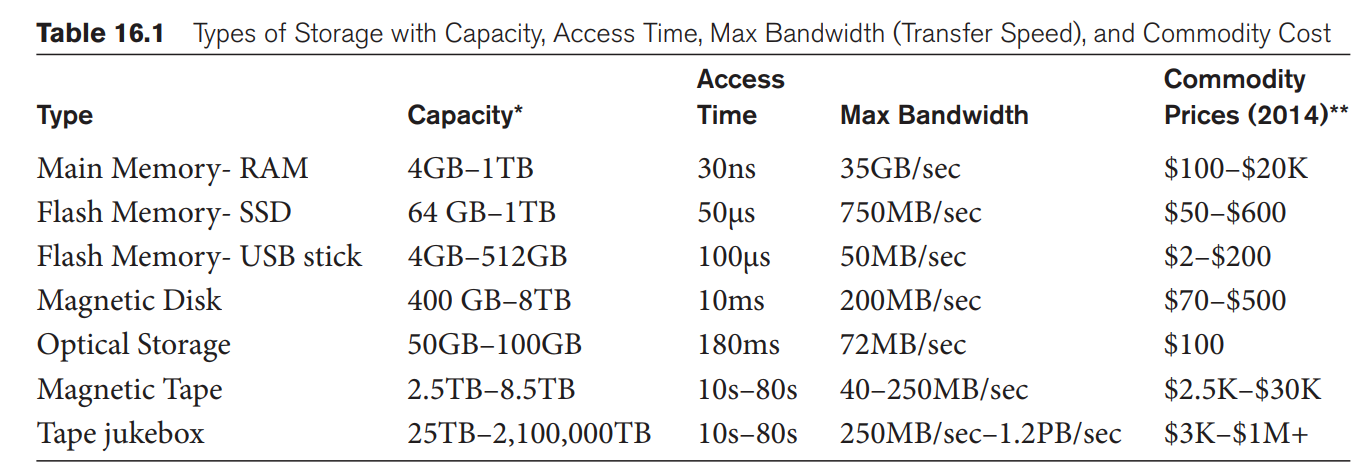 Table 16.1 Types of Storage with Capacity, Access Time, Max Bandwidth (Transfer Speed), and Commodity Cost
Access Commodity
Type Capacity* Time Max Bandwidth Prices (2014)**
Main Memory- RAM 4GB–1TB 30ns 35GB/sec $100–$20K
Flash Memory- SSD 64 GB–1TB 50μs 750MB/sec $50–$600
Flash Memory- USB stick 4GB–512GB 100μs 50MB/sec $2–$200
Magnetic Disk 400 GB–8TB 10ms 200MB/sec $70–$500
Optical Storage 50GB–100GB 180ms 72MB/sec $100
Magnetic Tape 2.5TB–8.5TB 10s–80s 40–250MB/sec $2.5K–$30K
Tape jukebox 25TB–2,100,000TB 10s–80s 250MB/sec–1.2PB/sec $3K–$1M+